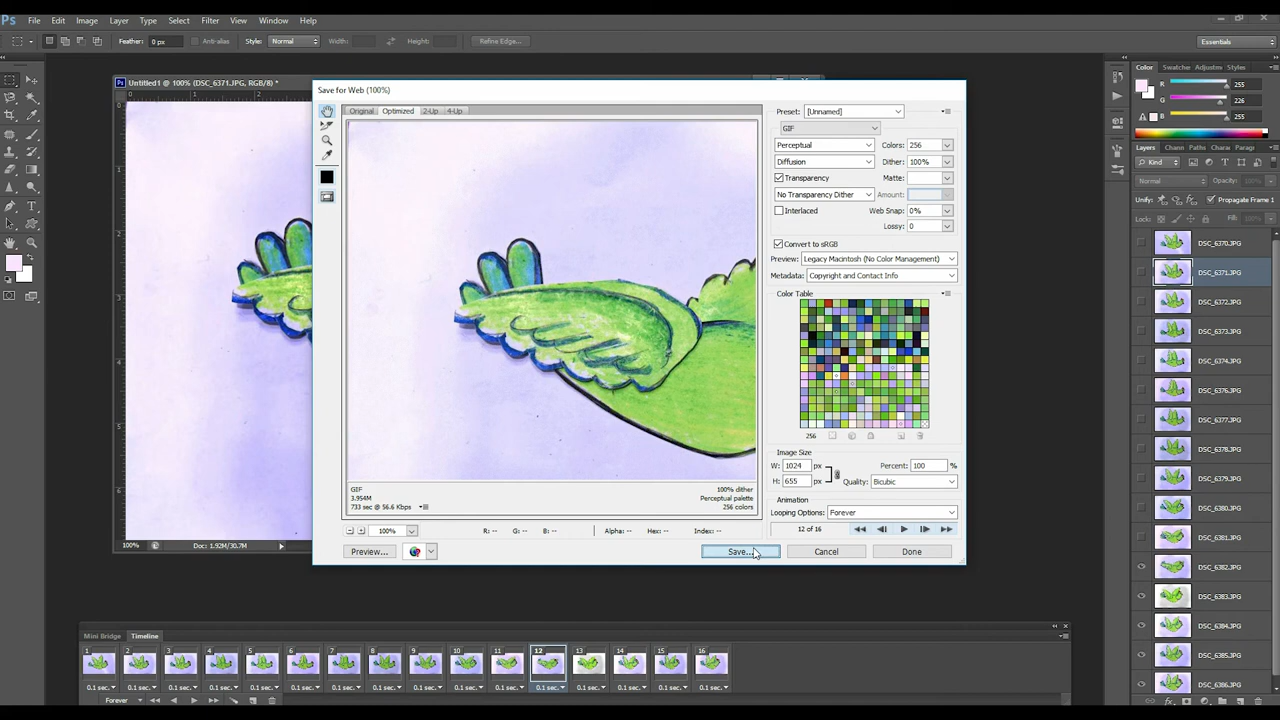 Ps File Edit Image Layer Type Select Filter View Window Help
Feather: 0 px Anti-alias Style: Normal Width: Height: Refine Edge... Essentials
Untitled1 @ 100% (DSC_6371.JPG, RGB/8) *
Save for Web (100%)
Original Optimized 2-Up 4-Up
Preset: [Unnamed]
GIF
Perceptual Colors: 256
Diffusion Dither: 100%
Transparency Matte:
No Transparency Dither Amount:
Interlaced Web Snap: 0%
Lossy: 0
Convert to sRGB
Preview: Legacy Macintosh (No Color Management)
Metadata: Copyright and Contact Info
Color Table
256
Image Size
W: 1024 px Percent: 100 %
H: 655 px Quality: Bicubic
Animation
Looping Options: Forever
12 of 16
GIF 100% dither
3.954M Perceptual palette
733 sec @ 56.6 Kbps 256 colors
100% R: -- G: -- B: -- Alpha: -- Hex: -- Index: --
Preview... Save... Cancel Done
100% Doc: 1.92M/30.7M
Color Swatches Adjustm Styles
R 255
G 226
B 255
Layers Chann Paths Charac Paragr
Kind
Normal Opacity: 100%
Unify: Propagate Frame 1
Lock: Fill: 100%
DSC_6370.JPG
DSC_6371.JPG
DSC_6372.JPG
DSC_6373.JPG
DSC_6374.JPG
DSC_6376.JPG
DSC_6377.JPG
DSC_6378.JPG
DSC_6379.JPG
DSC_6380.JPG
DSC_6381.JPG
DSC_6382.JPG
DSC_6383.JPG
DSC_6384.JPG
DSC_6385.JPG
DSC_6386.JPG
Mini Bridge Timeline
1 2 3 4 5 6 7 8 9 10 11 12 13 14 15 16
0.1 sec. 0.1 sec. 0.1 sec. 0.1 sec. 0.1 sec. 0.1 sec. 0.1 sec. 0.1 sec. 0.1 sec. 0.1 sec. 0.1 sec. 0.1 sec. 0.1 sec. 0.1 sec. 0.1 sec. 0.1 sec.
Forever